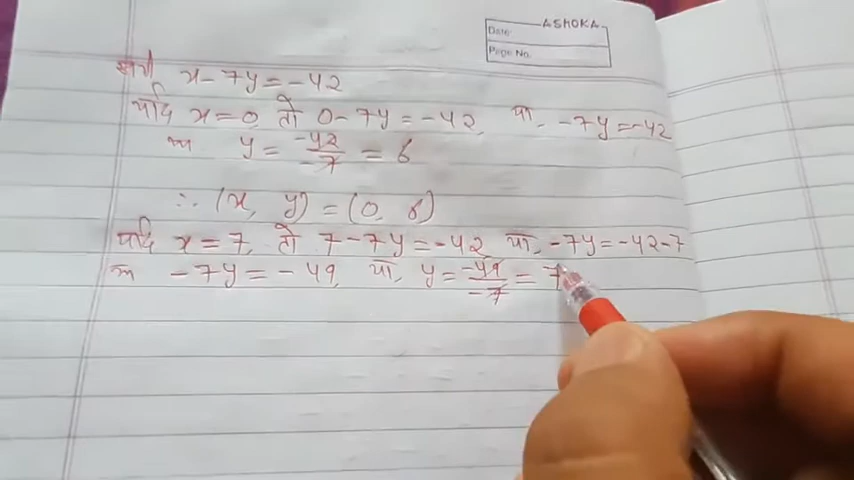 ASHOKA
Date
Page No.
x - 7y = -42
यदि x = 0, तो 0 - 7y = -42, या, -7y = -42
या y = -42/-7 = 6
∴ (x, y) = (0, 6)
यदि x = 7, तो 7 - 7y = -42 या, -7y = -42-7
या -7y = -49, या, y = -49/-7 = 7